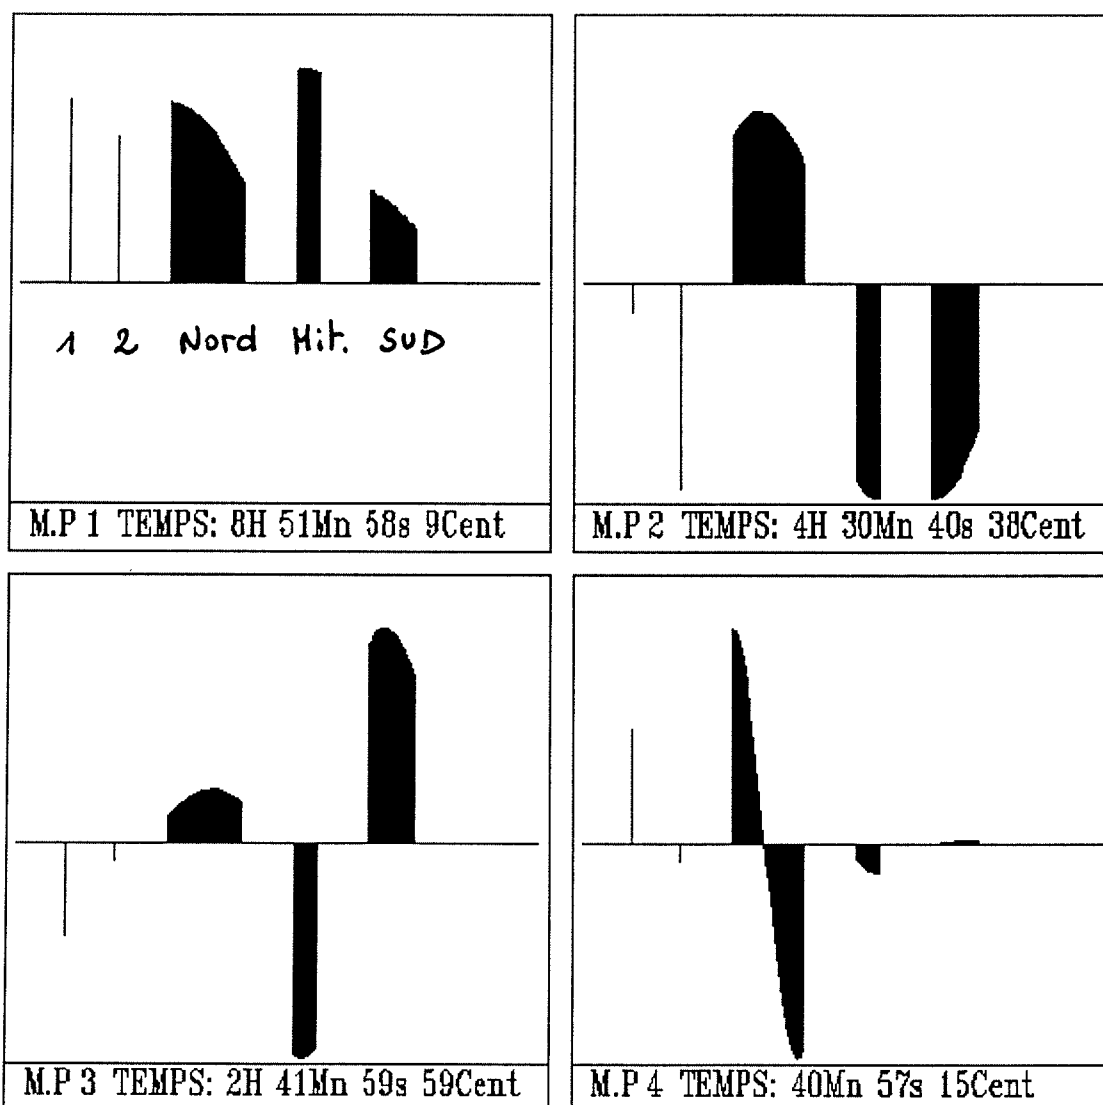 1 2 Nord Mit. SUD
M.P 1 TEMPS: 8H 51Mn 58s 9Cent
M.P 2 TEMPS: 4H 30Mn 40s 38Cent
M.P 3 TEMPS: 2H 41Mn 59s 59Cent
M.P 4 TEMPS: 40Mn 57s 15Cent